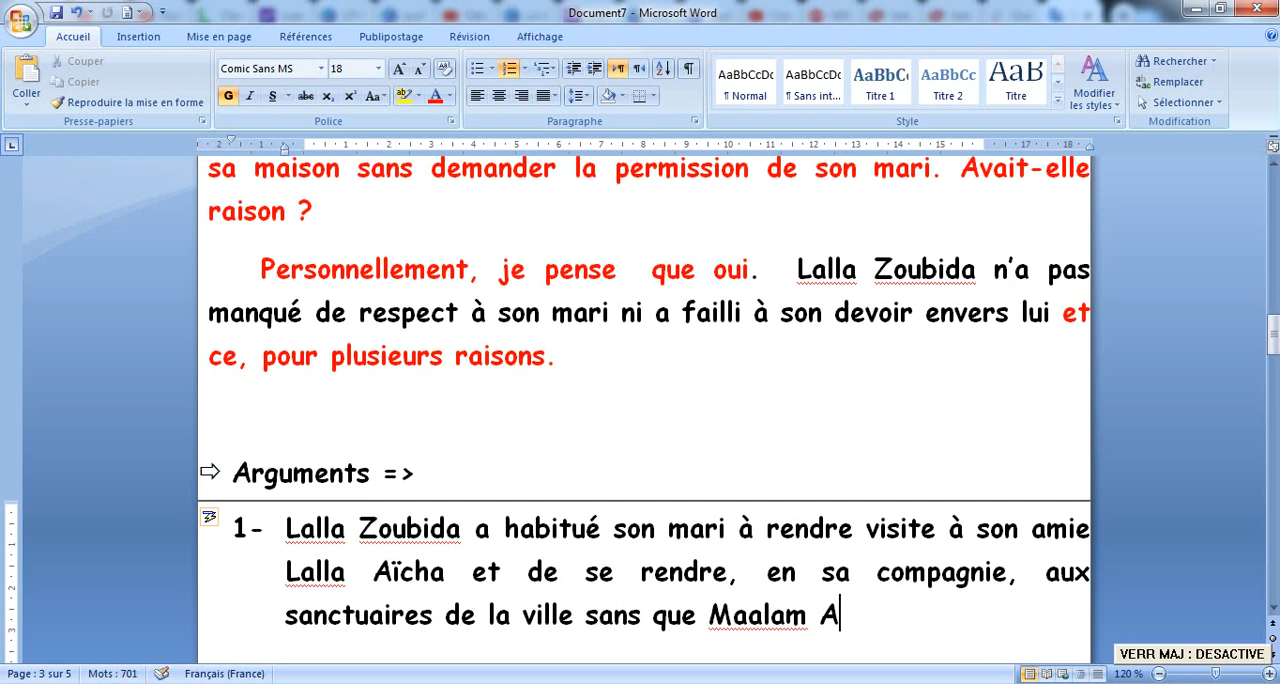 Document7 - Microsoft Word
Accueil Insertion Mise en page Références Publipostage Révision Affichage
Coller
Couper
Copier
Reproduire la mise en forme
Presse-papiers
Comic Sans MS 18
G I S abc X₂ X² Aa
Police
Paragraphe
AaBbCcDc AaBbCcDc AaBbC AaBbCc AaB
¶ Normal ¶ Sans int... Titre 1 Titre 2 Titre
Modifier
les styles
Style
Rechercher
Remplacer
Sélectionner
Modification
sa maison sans demander la permission de son mari. Avait-elle
raison ?
Personnellement, je pense que oui. Lalla Zoubida n’a pas
manqué de respect à son mari ni a failli à son devoir envers lui et
ce, pour plusieurs raisons.
Arguments =>
1- Lalla Zoubida a habitué son mari à rendre visite à son amie
Lalla Aïcha et de se rendre, en sa compagnie, aux
sanctuaires de la ville sans que Maalam A
VERR MAJ : DESACTIVE
Page : 3 sur 5 Mots : 701 Français (France) 120 %